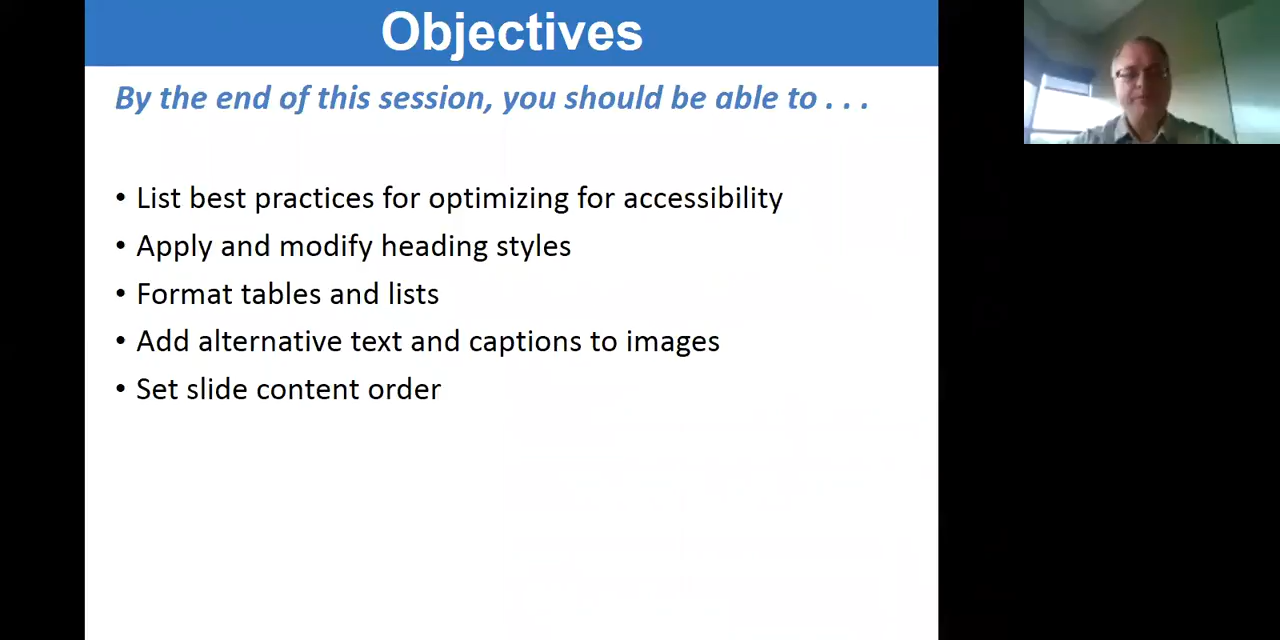 Objectives
By the end of this session, you should be able to . . .
• List best practices for optimizing for accessibility
• Apply and modify heading styles
• Format tables and lists
• Add alternative text and captions to images
• Set slide content order